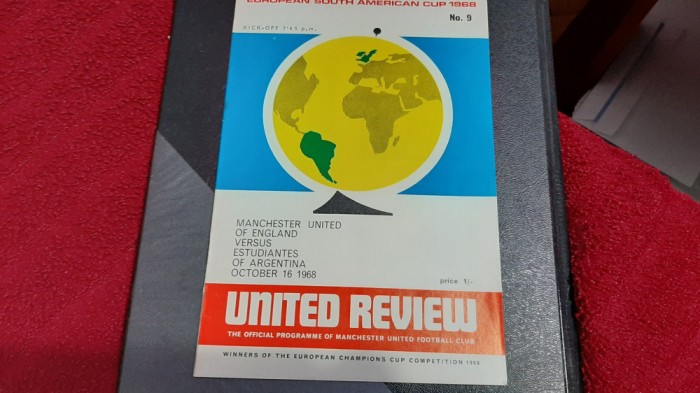 EUROPEAN SOUTH AMERICAN CUP 1968
No. 9
KICK-OFF 7·45 p.m.
MANCHESTER UNITED
OF ENGLAND
VERSUS
ESTUDIANTES
OF ARGENTINA
OCTOBER 16 1968
price 1/-
UNITED REVIEW
THE OFFICIAL PROGRAMME OF MANCHESTER UNITED FOOTBALL CLUB
WINNERS OF THE EUROPEAN CHAMPIONS CUP COMPETITION 1968